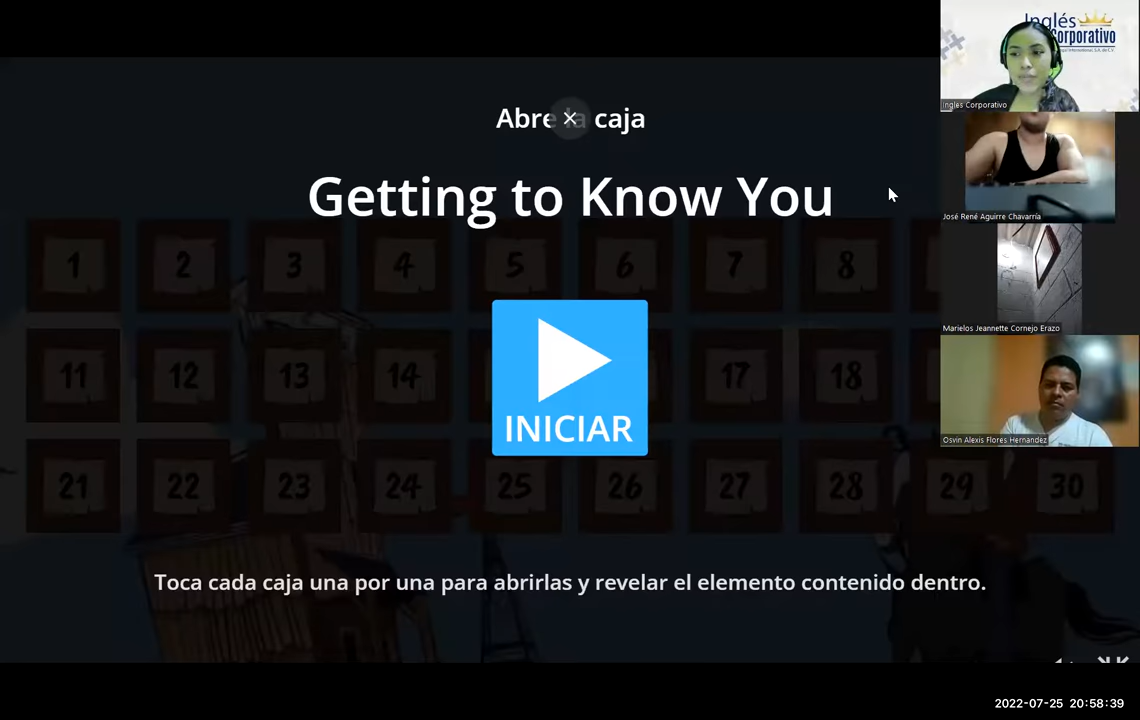 Abre la caja
Getting to Know You
1 2 3 4 5 6 7 8
11 12 13 14 17 18
21 22 23 24 25 26 27 28 29 30
INICIAR
Toca cada caja una por una para abrirlas y revelar el elemento contenido dentro.
Inglés
Corporativo
Ingles Corporativo
José René Aguirre Chavarría
Marielos Jeannette Cornejo Erazo
Osvin Alexis Flores Hernandez
2022-07-25 20:58:39